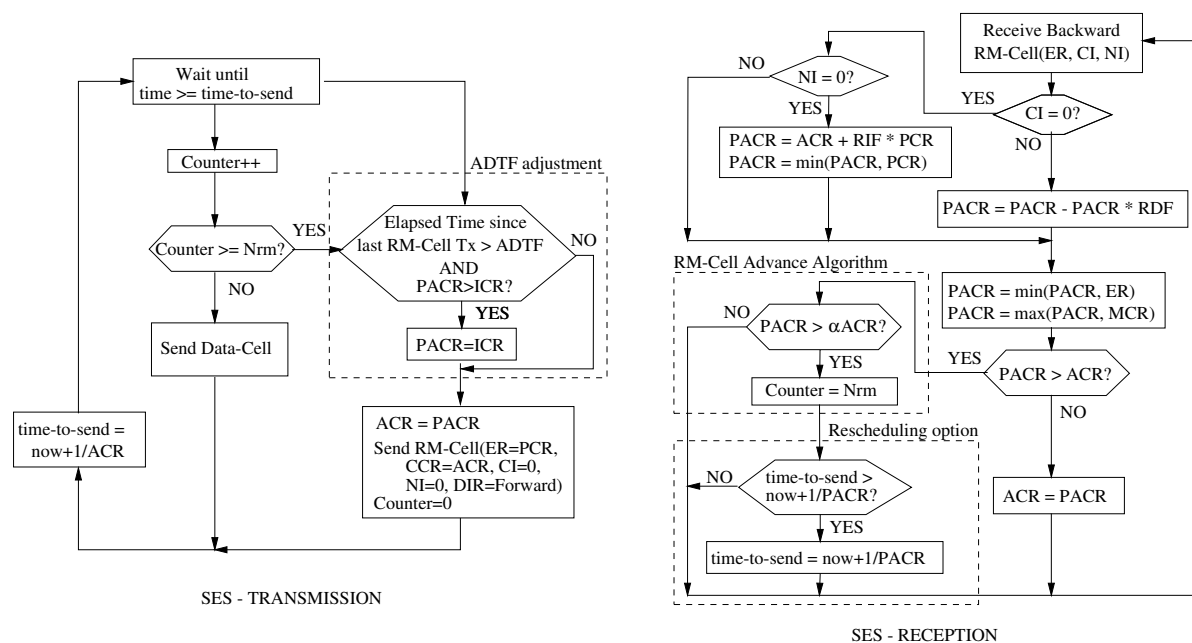 Wait until
time >= time-to-send
Counter++
Counter >= Nrm?
YES
NO
Send Data-Cell
time-to-send =
now+1/ACR
ADTF adjustment
Elapsed Time since
last RM-Cell Tx > ADTF
AND
PACR>ICR?
NO
YES
PACR=ICR
ACR = PACR
Send RM-Cell(ER=PCR,
CCR=ACR, CI=0,
NI=0, DIR=Forward)
Counter=0
SES - TRANSMISSION
Receive Backward
RM-Cell(ER, CI, NI)
CI = 0?
YES
NO
NI = 0?
NO
YES
PACR = ACR + RIF * PCR
PACR = min(PACR, PCR)
PACR = PACR - PACR * RDF
PACR = min(PACR, ER)
PACR = max(PACR, MCR)
PACR > ACR?
YES
NO
ACR = PACR
RM-Cell Advance Algorithm
PACR > αACR?
NO
YES
Counter = Nrm
Rescheduling option
time-to-send >
now+1/PACR?
NO
YES
time-to-send = now+1/PACR
SES - RECEPTION